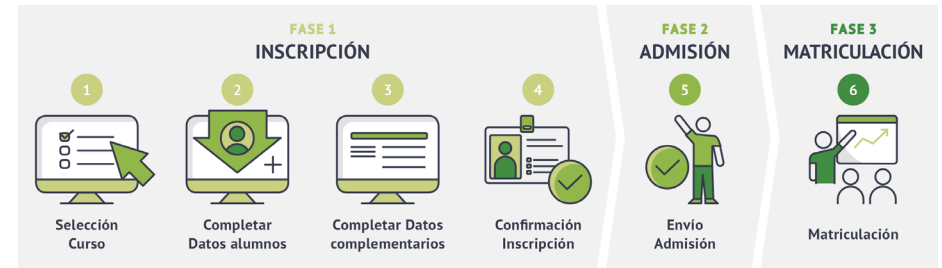 FASE 1
INSCRIPCIÓN
1
Selección
Curso
2
Completar
Datos alumnos
3
Completar Datos
complementarios
4
Confirmación
Inscripción
FASE 2
ADMISIÓN
5
Envío
Admisión
FASE 3
MATRICULACIÓN
6
Matriculación